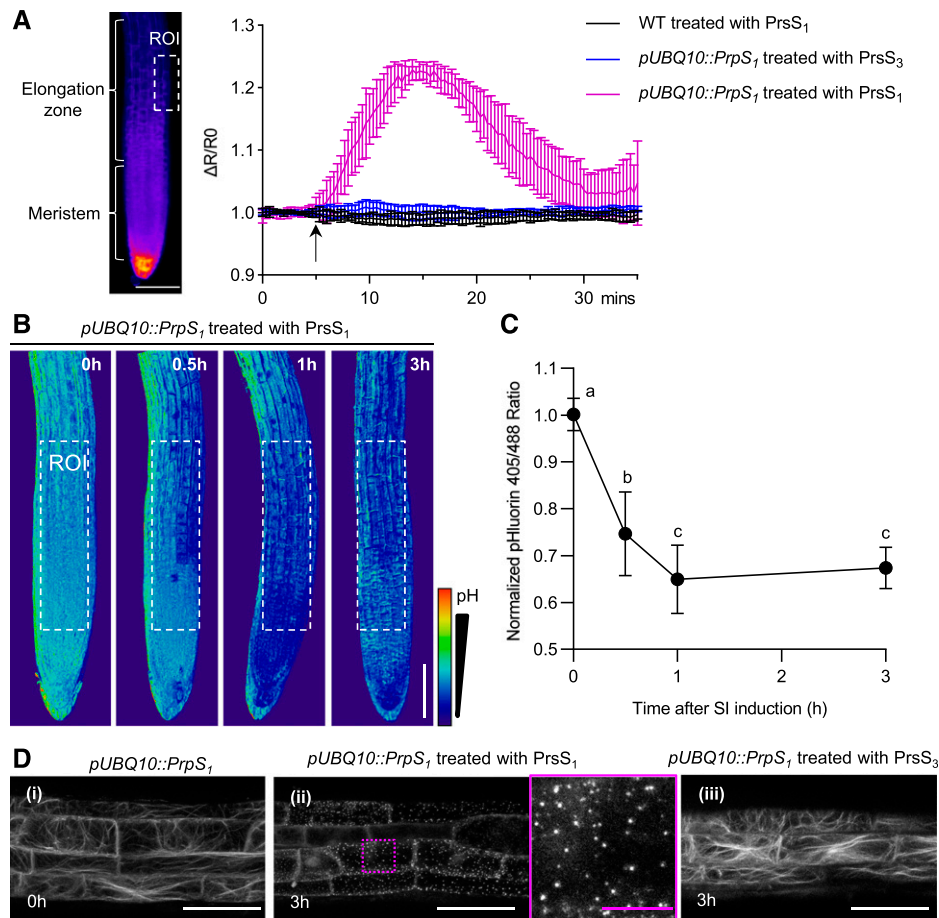 A
ROI
Elongation
zone
Meristem
ΔR/R0
1.3
1.2
1.1
1.0
0.9
0
10
20
30
mins
WT treated with PrsS1
pUBQ10::PrpS1 treated with PrsS3
pUBQ10::PrpS1 treated with PrsS1
B
pUBQ10::PrpS1 treated with PrsS1
0h
0.5h
1h
3h
ROI
pH
C
Normalized pHluorin 405/488 Ratio
1.1
1.0
0.9
0.8
0.7
0.6
0.5
a
b
c
c
0
1
2
3
Time after SI induction (h)
D
pUBQ10::PrpS1
pUBQ10::PrpS1 treated with PrsS1
pUBQ10::PrpS1 treated with PrsS3
(i)
(ii)
(iii)
0h
3h
3h